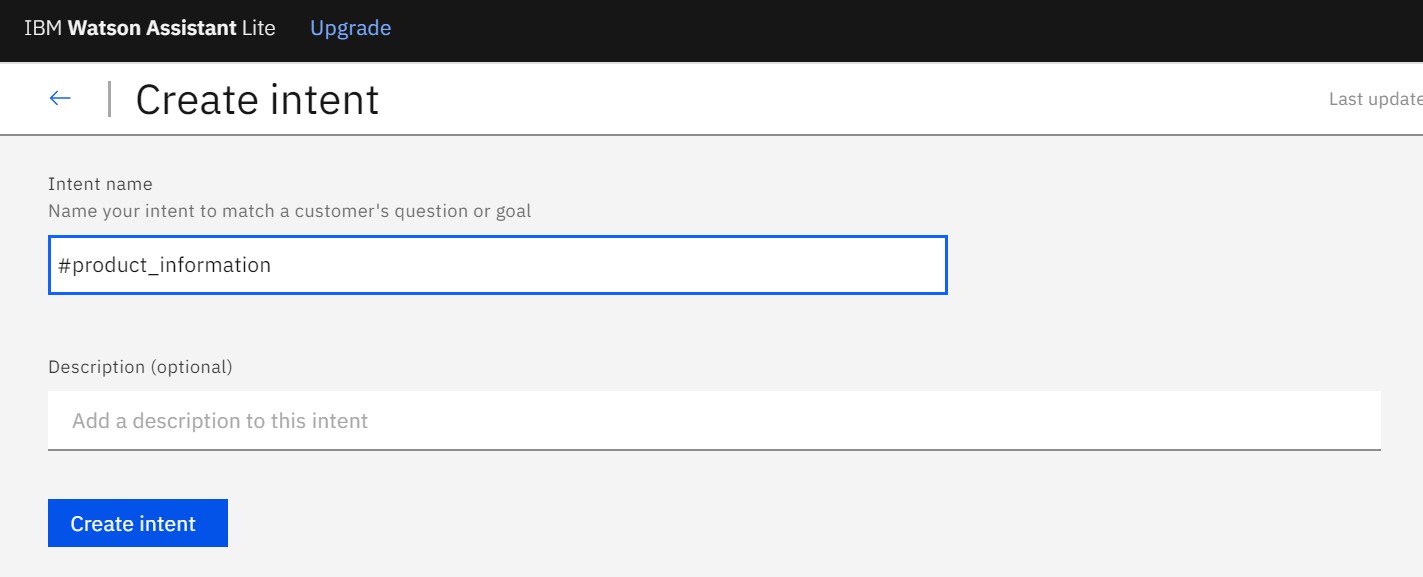 IBM Watson Assistant Lite Upgrade
Create intent
Last update
Intent name
Name your intent to match a customer's question or goal
#product_information
Description (optional)
Add a description to this intent
Create intent